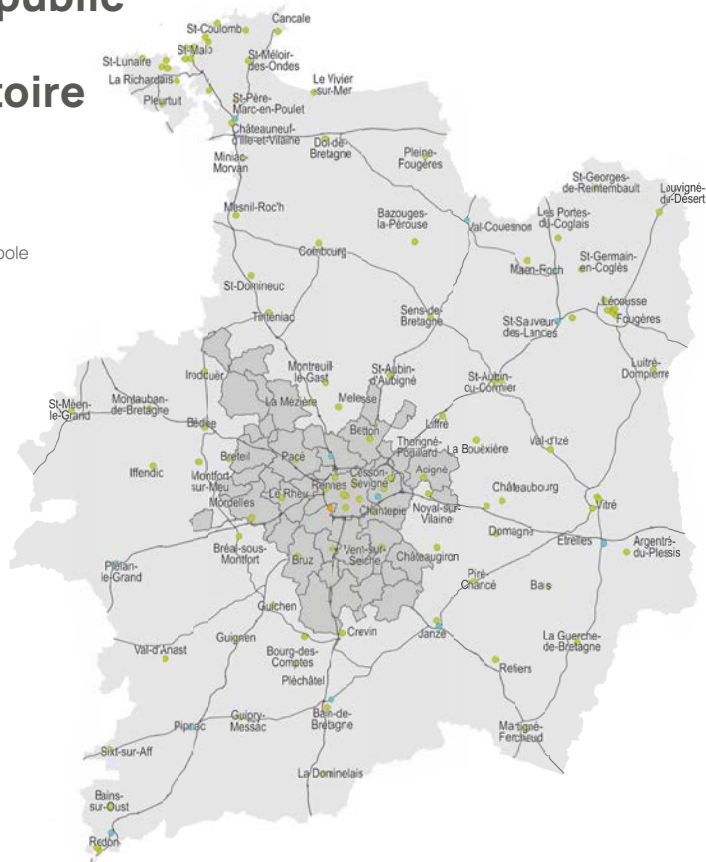 public
toire
pole
Cancale
St-Coulomb
St-Malo
St-Lunaire
St-Méloir-
des-Ondes
La Richardais
Le Vivier
-sur-Mer
Pleurtuit
St-Père-
Marc-en-Poulet
Châteauneuf-
d'Ille-et-Vilaine
Dol-de-
Bretagne
Miniac-
Morvan
Pleine-
Fougères
St-Georges-
de-Reintembault
Louvigné-
du-Désert
Mesnil-Roc'h
Bazouges-
la-Pérouse
Val-Couesnon
Les Portes-
du-Coglais
Combourg
Maen-Roch
St-Germain-
en-Coglès
St-Domineuc
Tinténiac
Sens-de-
Bretagne
St-Sauveur-
des-Landes
Lécousse
Fougères
Irodouër
Montreuil-
le-Gast
St-Aubin-
d'Aubigné
St-Aubin-
du-Cormier
Luitré-
Dompierre
St-Méen-
le-Grand
Montauban-
de-Bretagne
La Mézière
Melesse
Bédée
Betton
Liffré
Thorigné-
Fouillard
La Bouëxière
Val-d'Izé
Iffendic
Breteil
Pacé
Cesson-
Sévigné
Acigné
Montfort
-sur-Meu
Le Rheu
Rennes
Châteaubourg
Mordelles
Chantepie
Noyal-sur-
Vilaine
Vitré
Domagné
Etrelles
Argentré-
du-Plessis
Bréal-sous-
Montfort
Bruz
Vern-sur-
Seiche
Châteaugiron
Plélan-
le-Grand
Piré-
Chancé
Bais
Guichen
Crevin
Janzé
La Guerche-
de-Bretagne
Val-d'Anast
Guignen
Bourg-des-
Comptes
Retiers
Pléchâtel
Pipriac
Guipry-
Messac
Bain-de-
Bretagne
Martigné-
Ferchaud
Sixt-sur-Aff
La Dominelais
Bains-
sur-Oust
Redon